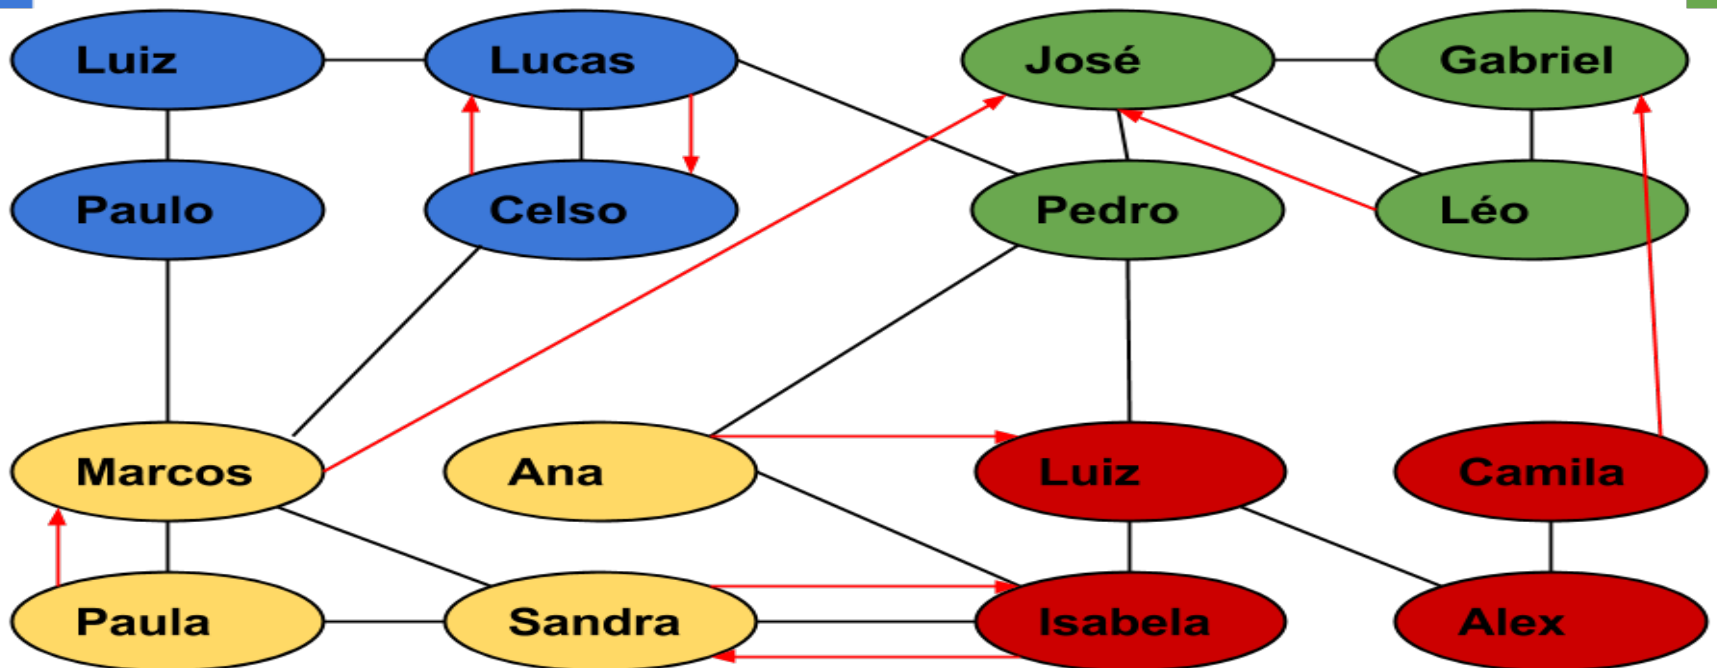 Luiz
Lucas
José
Gabriel
Paulo
Celso
Pedro
Léo
Marcos
Ana
Luiz
Camila
Paula
Sandra
Isabela
Alex